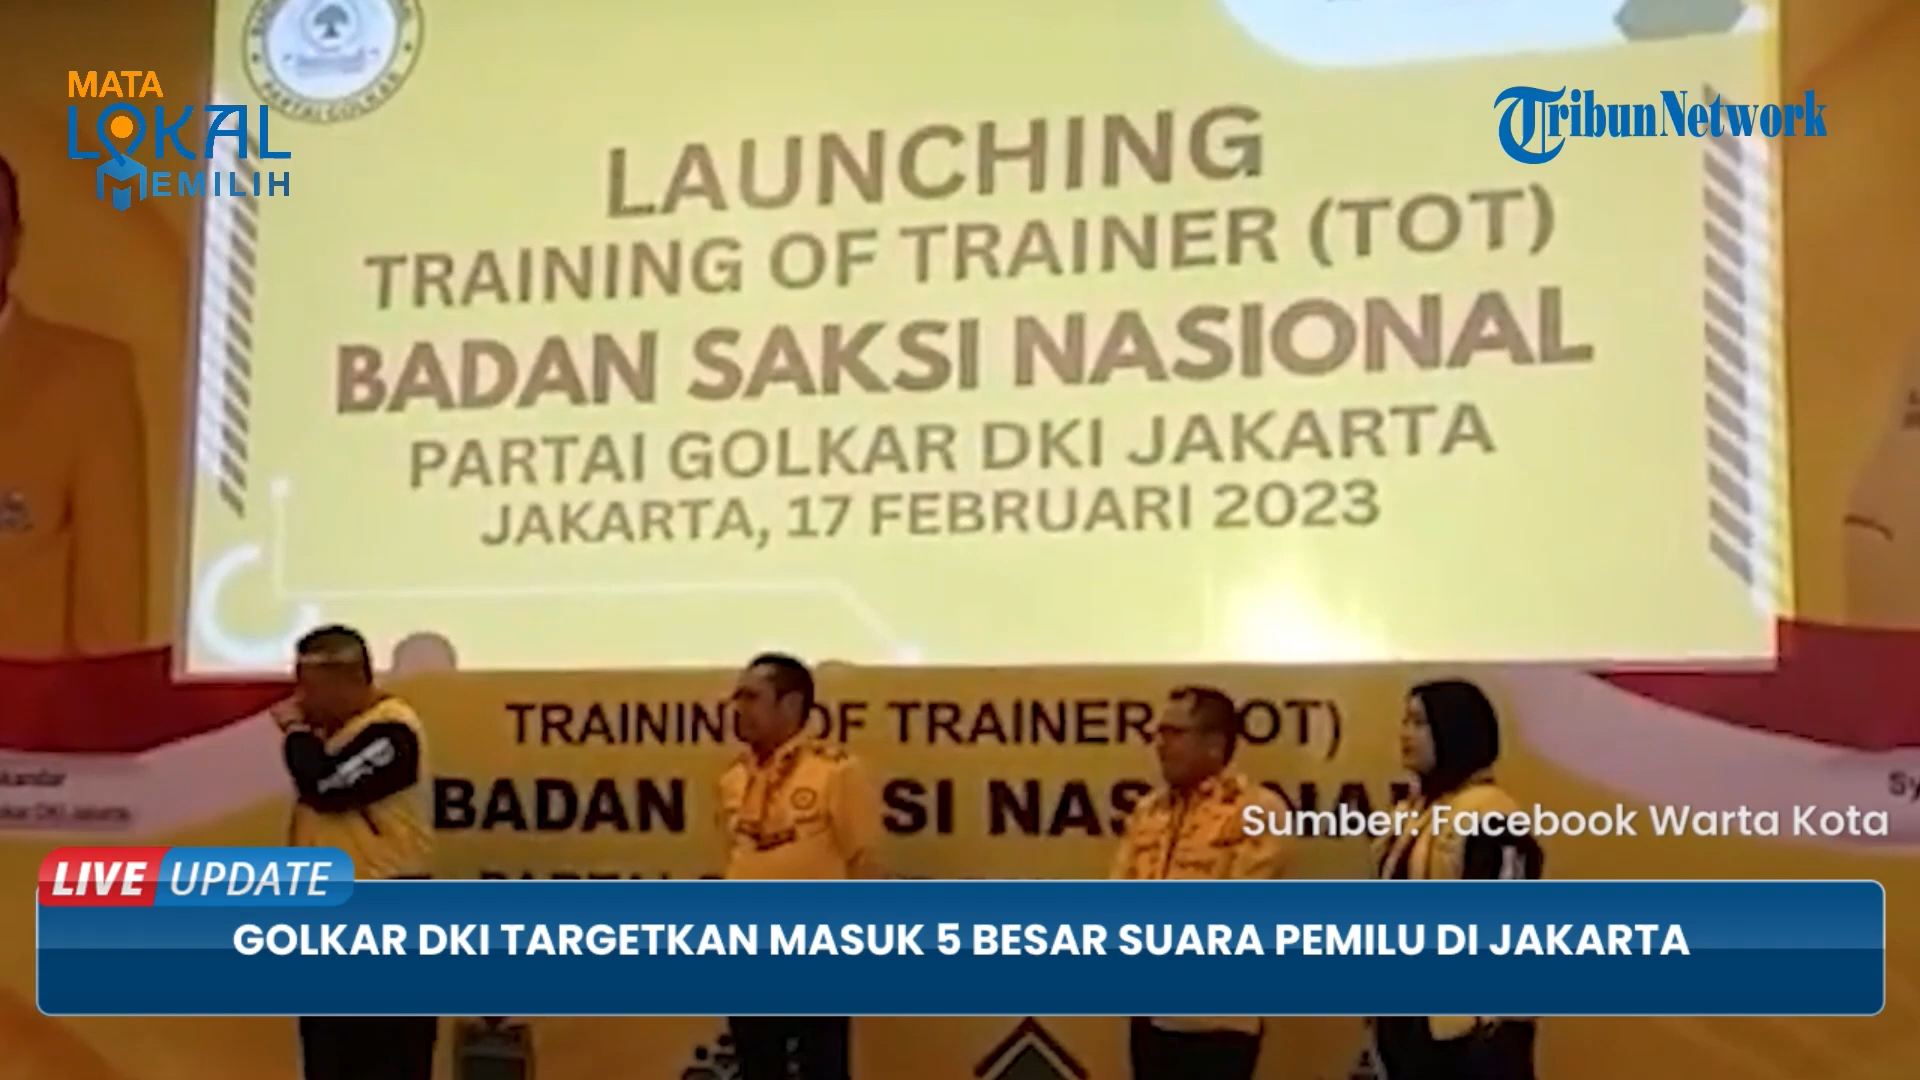 PARTAI GOLKAR
MATA
LOKAL
MEMILIH
TribunNetwork
LAUNCHING
TRAINING OF TRAINER (TOT)
BADAN SAKSI NASIONAL
PARTAI GOLKAR DKI JAKARTA
JAKARTA, 17 FEBRUARI 2023
OF TRAINER
BADAN
Sumber: Facebook Warta Kota
LIVE UPDATE
GOLKAR DKI TARGETKAN MASUK 5 BESAR SUARA PEMILU DI JAKARTA